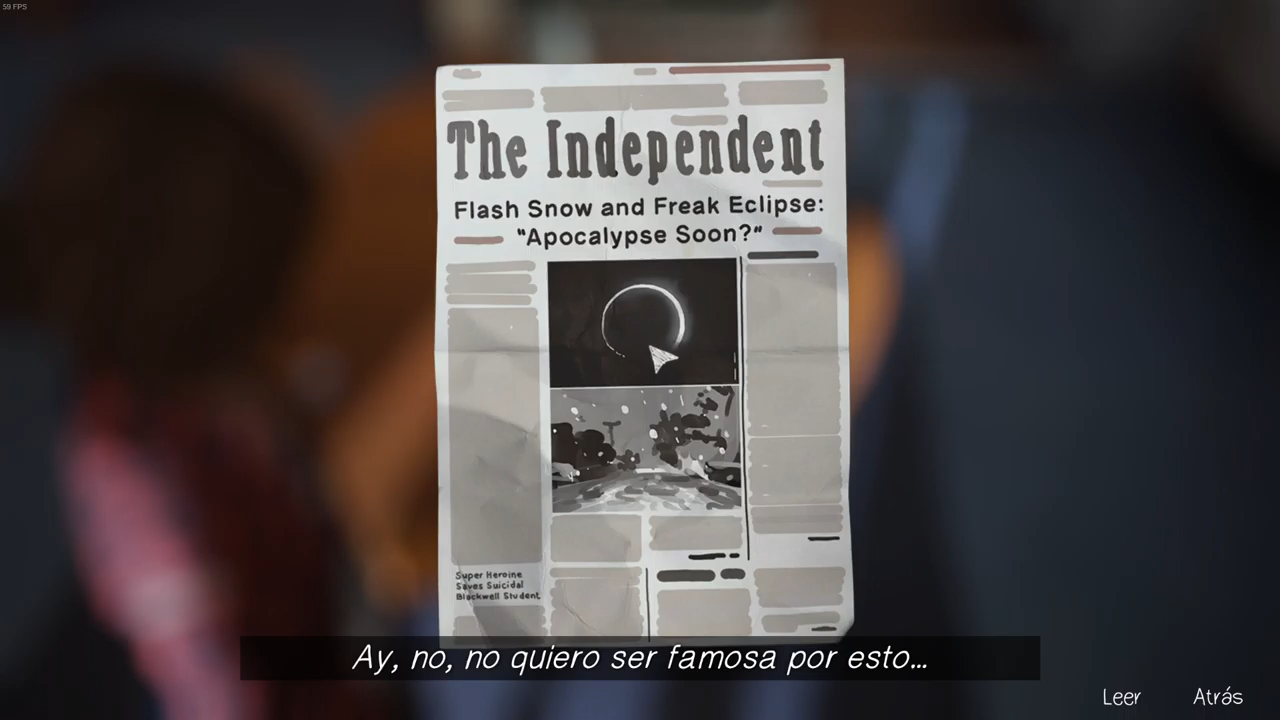 59 FPS
The Independent
Flash Snow and Freak Eclipse:
"Apocalypse Soon?"
Super Heroine
Saves Suicidal
Blackwell Student
Ay, no, no quiero ser famosa por esto...
Leer
Atrás